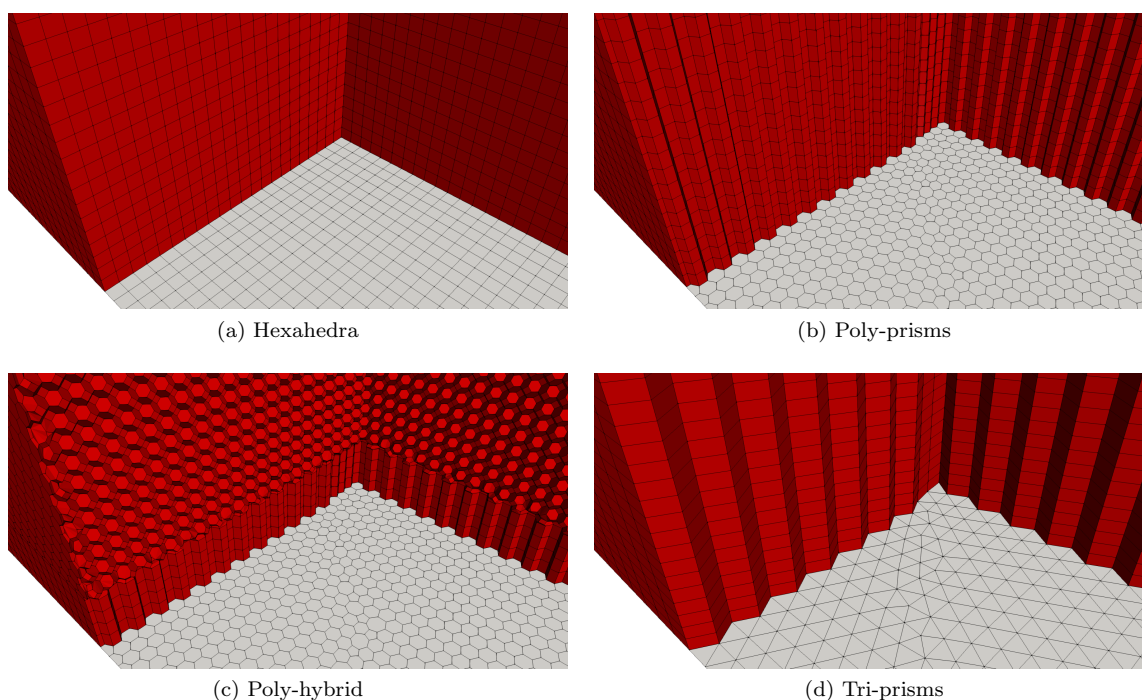 (a) Hexahedra
(b) Poly-prisms
(c) Poly-hybrid
(d) Tri-prisms